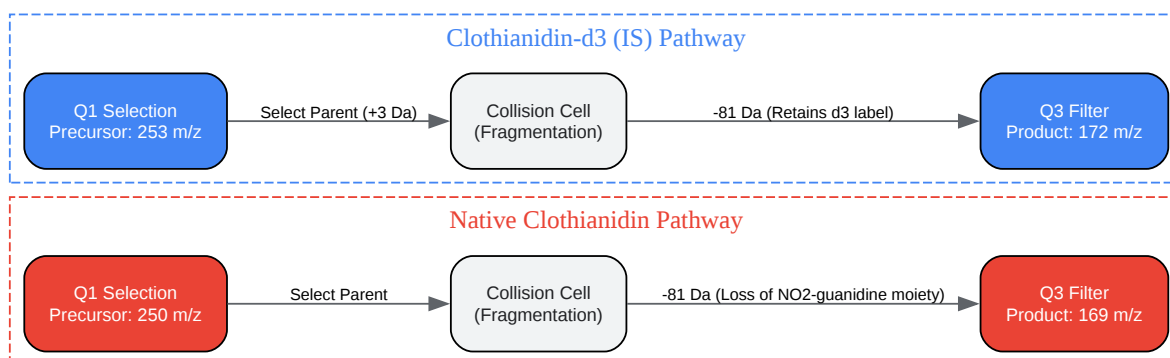 Clothianidin-d3 (IS) Pathway
Q1 Selection
Precursor: 253 m/z
Select Parent (+3 Da)
Collision Cell
(Fragmentation)
-81 Da (Retains d3 label)
Q3 Filter
Product: 172 m/z
Native Clothianidin Pathway
Q1 Selection
Precursor: 250 m/z
Select Parent
Collision Cell
(Fragmentation)
-81 Da (Loss of NO2-guanidine moiety)
Q3 Filter
Product: 169 m/z